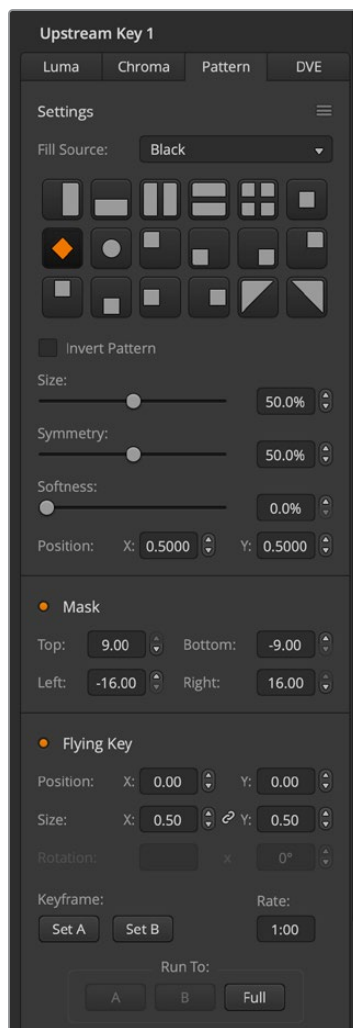 Upstream Key 1
Luma Chroma Pattern DVE
Settings
Fill Source: Black
Invert Pattern
Size:
50.0%
Symmetry:
50.0%
Softness:
0.0%
Position: X: 0.5000 Y: 0.5000
Mask
Top: 9.00 Bottom: -9.00
Left: -16.00 Right: 16.00
Flying Key
Position: X: 0.00 Y: 0.00
Size: X: 0.50 Y: 0.50
Rotation: x 0°
Keyframe: Rate:
Set A Set B 1:00
Run To:
A B Full